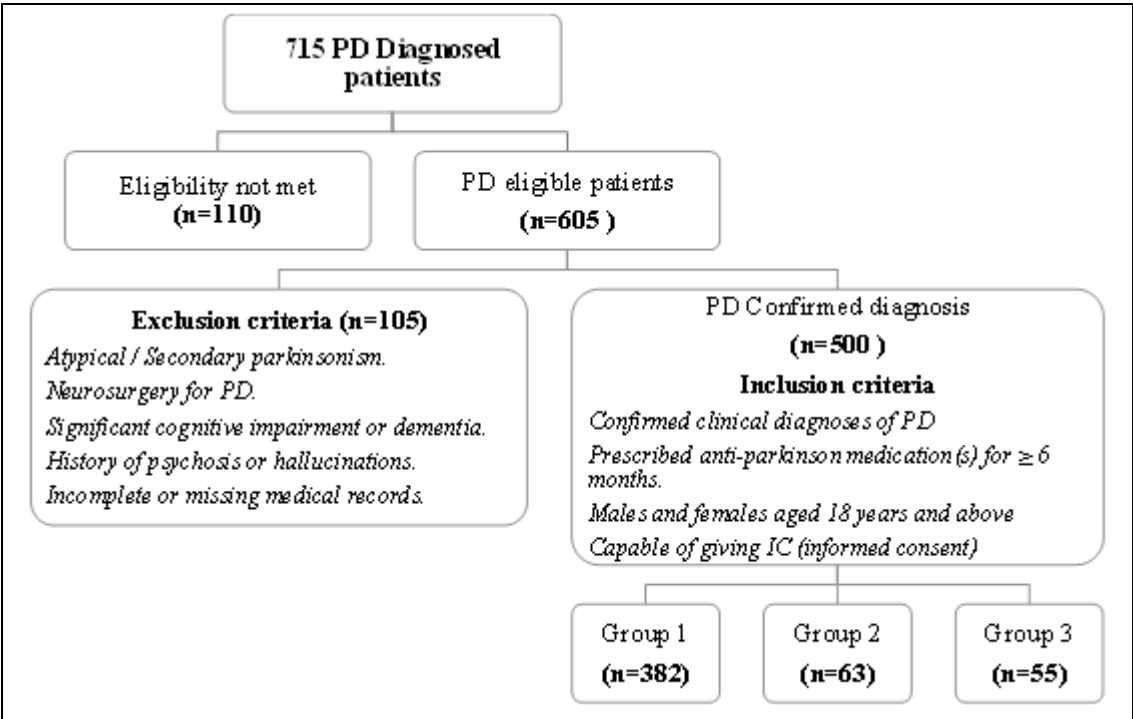 715 PD Diagnosed
patients
Eligibility not met
(n=110)
PD eligible patients
(n=605 )
Exclusion criteria (n=105)
Atypical / Secondary parkinsonism.
Neurosurgery for PD.
Significant cognitive impairment or dementia.
History of psychosis or hallucinations.
Incomplete or missing medical records.
PD Confirmed diagnosis
(n=500 )
Inclusion criteria
Confirmed clinical diagnoses of PD
Prescribed anti-parkinson medication(s) for ≥ 6
months.
Males and females aged 18 years and above
Capable of giving IC (informed consent)
Group 1
(n=382)
Group 2
(n=63)
Group 3
(n=55)